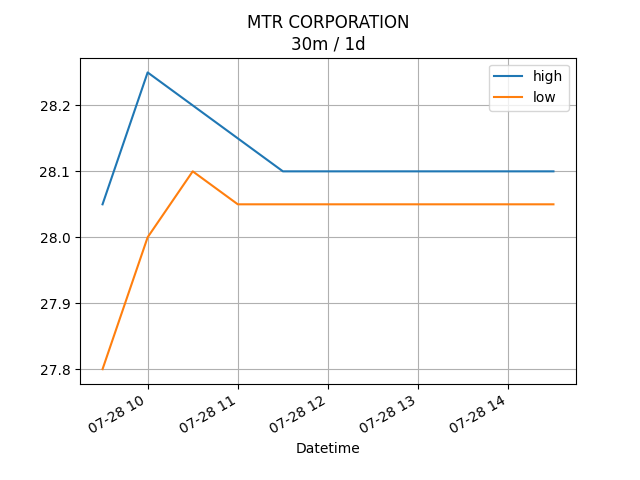 MTR CORPORATION
30m / 1d
high
low
28.2
28.1
28.0
27.9
27.8
07-28 10
07-28 11
07-28 12
07-28 13
07-28 14
Datetime